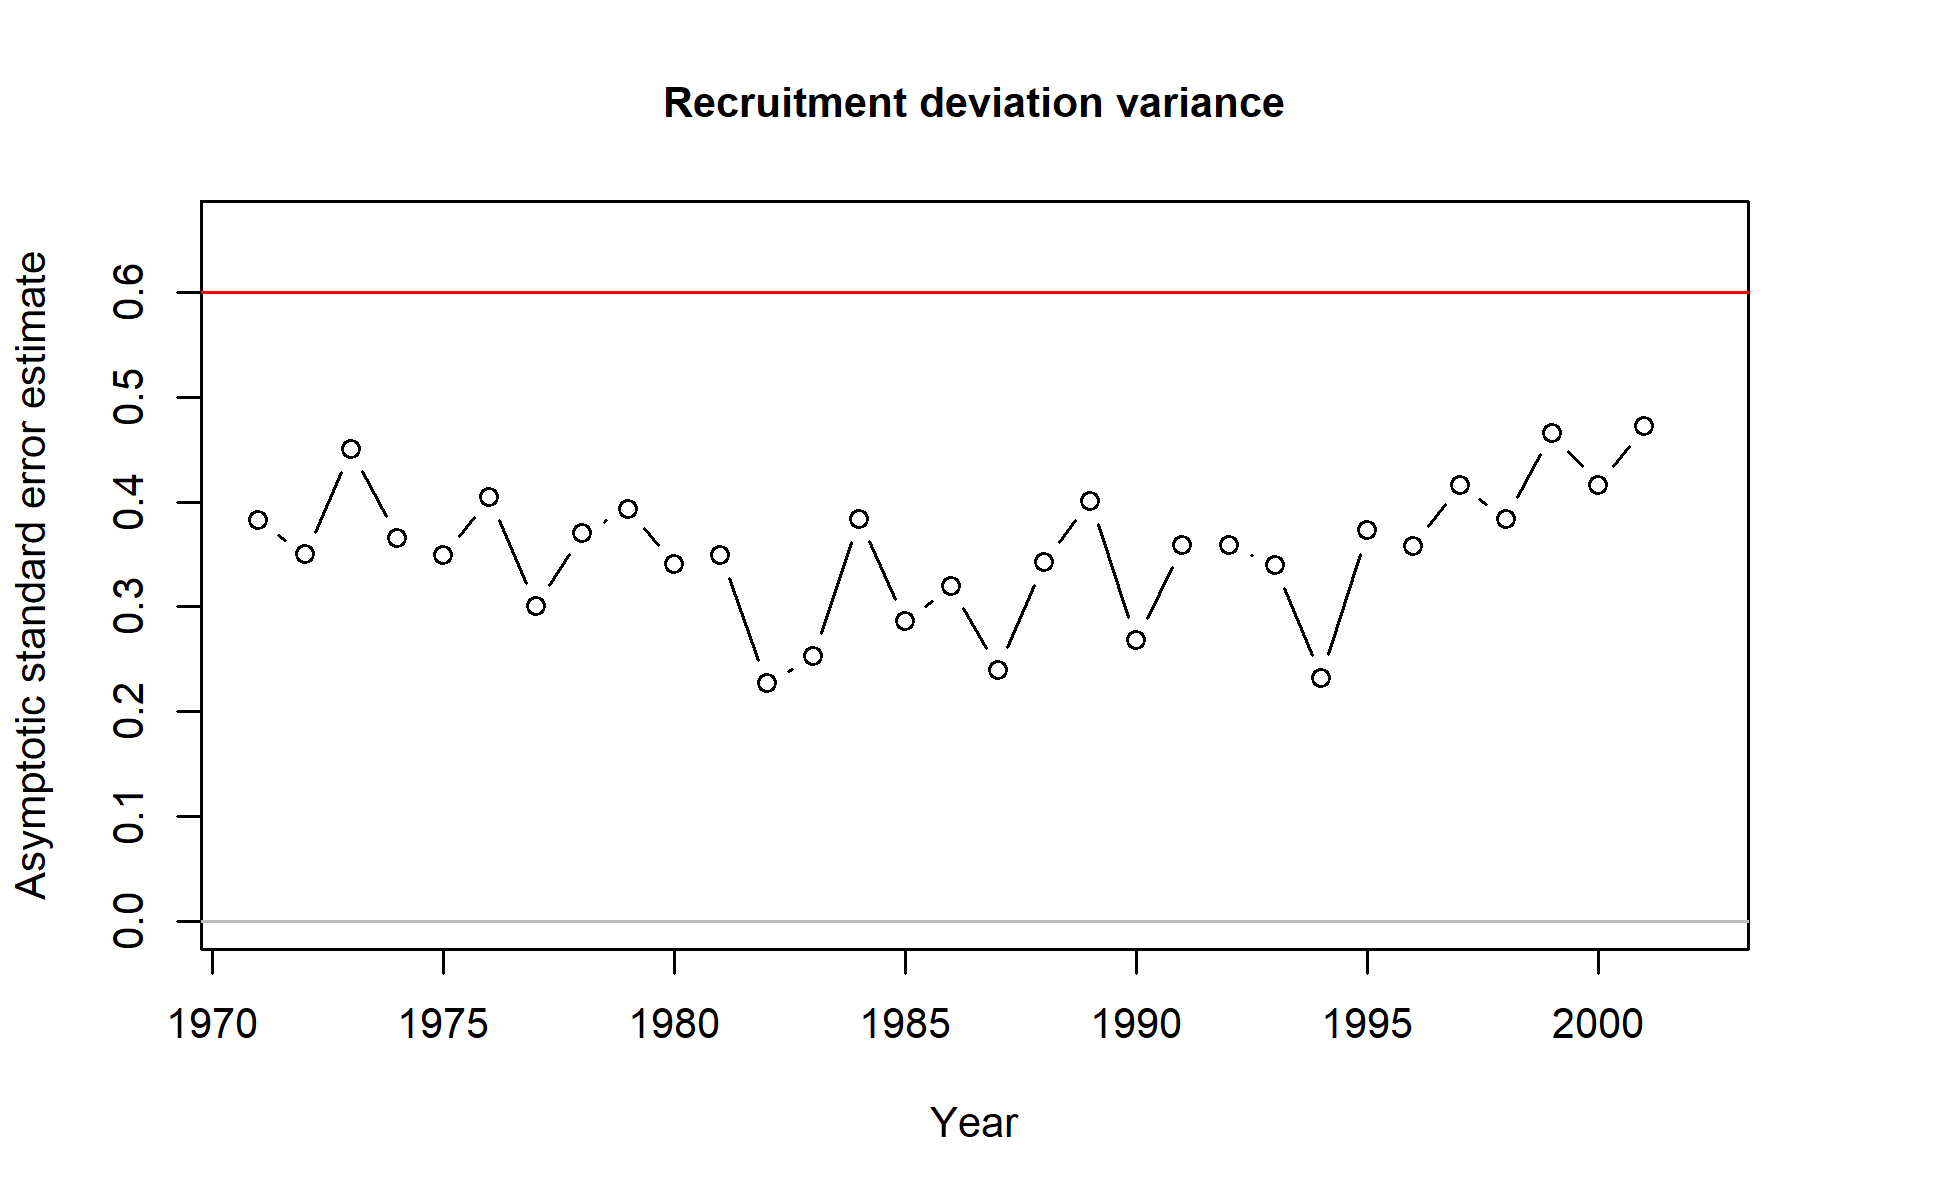 Recruitment deviation variance
Asymptotic standard error estimate
0.6
0.5
0.4
0.3
0.2
0.1
0.0
1970 1975 1980 1985 1990 1995 2000
Year